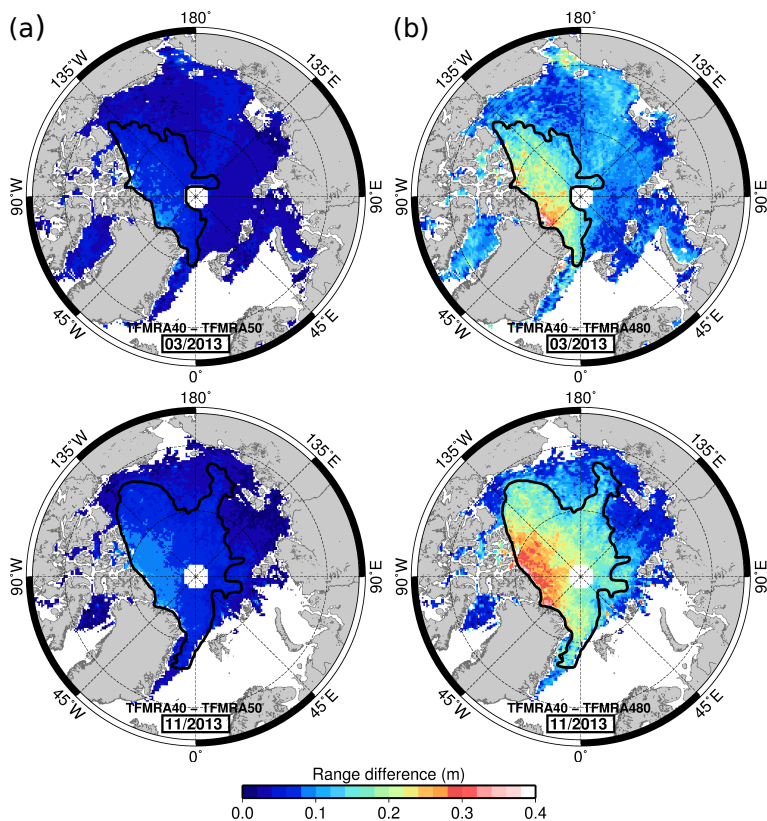 (a)
(b)
180˚
135˚W
135˚E
90˚W
90˚E
45˚W
45˚E
0˚
TFMRA40 − TFMRA50
03/2013
180˚
135˚W
135˚E
90˚W
90˚E
45˚W
45˚E
0˚
TFMRA40 − TFMRA480
03/2013
180˚
135˚W
135˚E
90˚W
90˚E
45˚W
45˚E
0˚
TFMRA40 − TFMRA50
11/2013
180˚
135˚W
135˚E
90˚W
90˚E
45˚W
45˚E
0˚
TFMRA40 − TFMRA480
11/2013
Range difference (m)
0.0 0.1 0.2 0.3 0.4